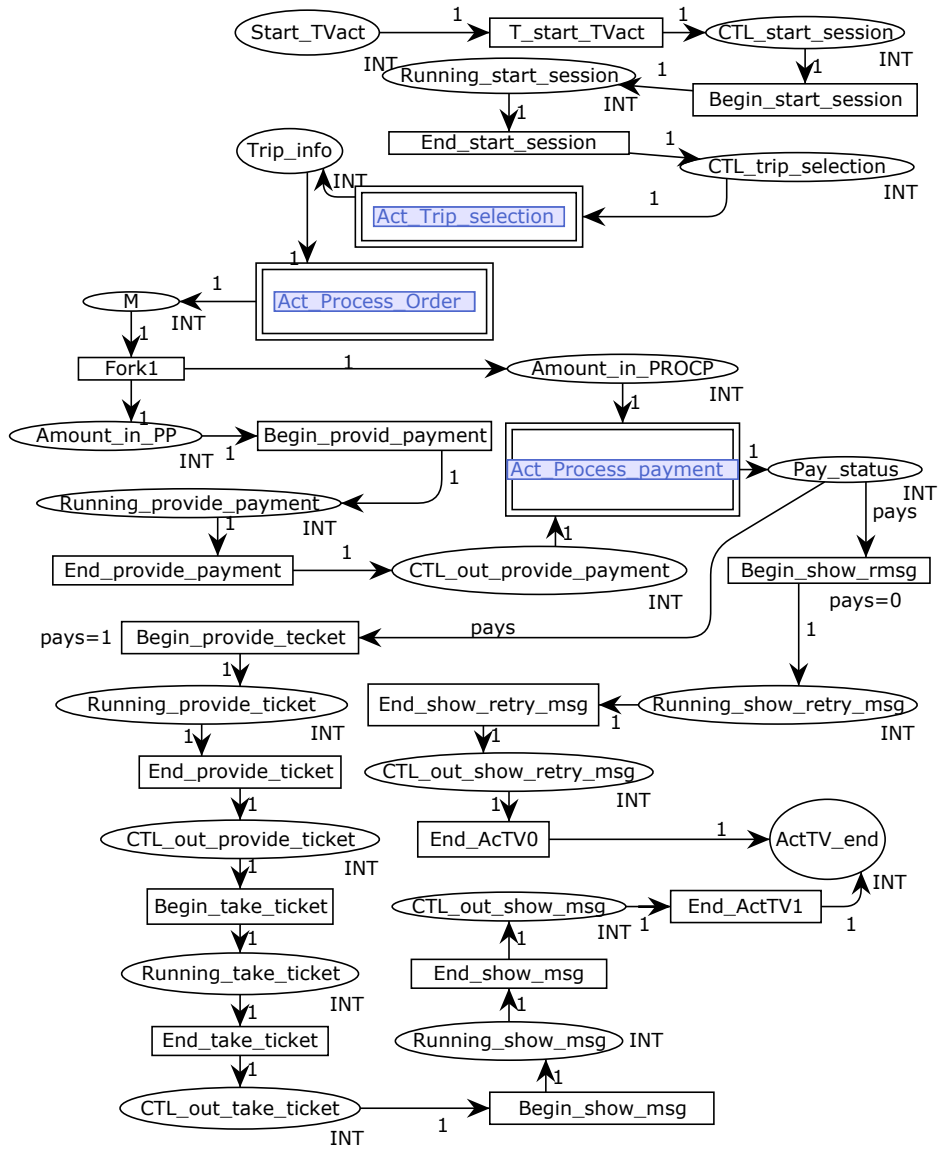 Start_TVact
1
T_start_TVact
1
CTL_start_session
INT
INT
1
Running_start_session
1
INT
Begin_start_session
1
End_start_session
1
CTL_trip_selection
INT
Trip_info
INT
Act_Trip_selection
1
1
Act_Process_Order
1
M
INT
1
Fork1
1
Amount_in_PROCP
INT
1
1
Amount_in_PP
INT
1
Begin_provid_payment
1
Act_Process_payment
1
Pay_status
INT
Running_provide_payment
INT
1
End_provide_payment
1
CTL_out_provide_payment
INT
1
pays
Begin_show_rmsg
pays=0
pays=1
Begin_provide_tecket
pays
1
1
Running_provide_ticket
INT
End_show_retry_msg
1
Running_show_retry_msg
INT
1
End_provide_ticket
1
CTL_out_show_retry_msg
INT
1
1
CTL_out_provide_ticket
INT
End_AcTV0
1
ActTV_end
INT
1
Begin_take_ticket
CTL_out_show_msg
INT
1
End_ActTV1
1
1
1
Running_take_ticket
INT
End_show_msg
1
1
End_take_ticket
Running_show_msg
INT
1
1
CTL_out_take_ticket
INT
1
Begin_show_msg